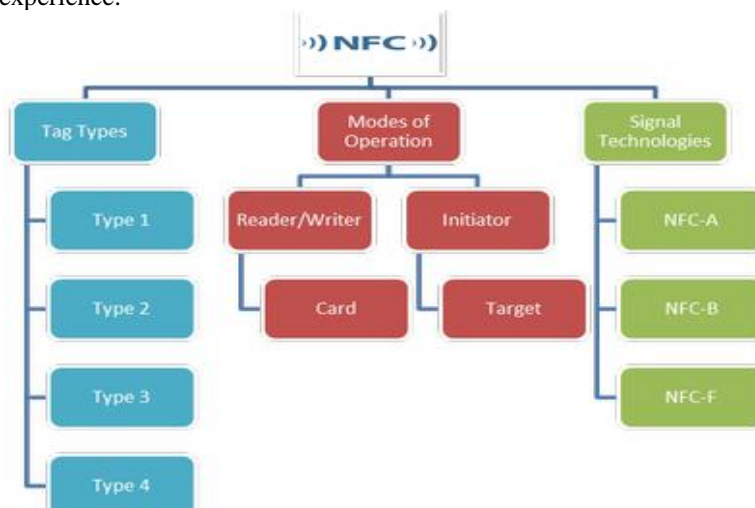 experience.
NFC
Tag Types
Modes of
Operation
Signal
Technologies
Type 1
Reader/Writer
Initiator
NFC-A
Type 2
Card
Target
NFC-B
Type 3
NFC-F
Type 4